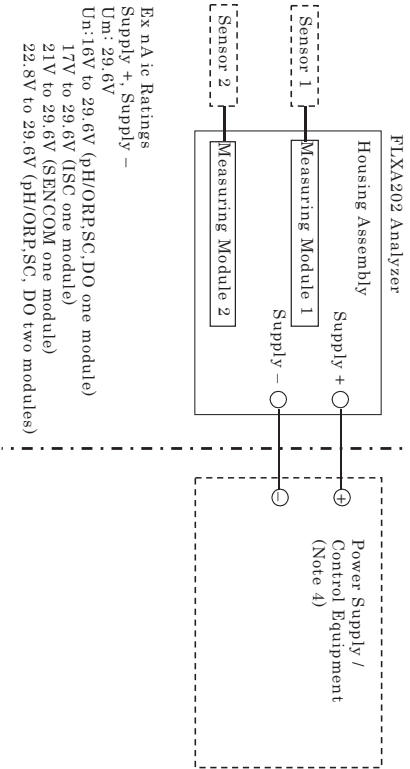 FLXA202 Analyzer
Housing Assembly
Sensor 1
Measuring Module 1
Sensor 2
Measuring Module 2
Supply +
Supply –
+
–
Power Supply /
Control Equipment
(Note 4)
Ex nA ic Ratings
Supply +, Supply –
Um: 29.6V
Un:16V to 29.6V (pH/ORP,SC,DO one module)
17V to 29.6V (ISC one module)
21V to 29.6V (SENCOM one module)
22.8V to 29.6V (pH/ORP,SC, DO two modules)